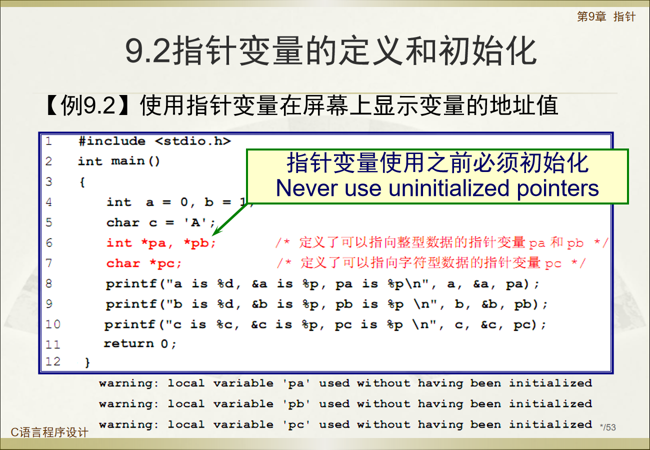 第9章 指针
9.2指针变量的定义和初始化
【例9.2】使用指针变量在屏幕上显示变量的地址值
1 #include <stdio.h>
指针变量使用之前必须初始化
Never use uninitialized pointers
2 int main()
3 {
4 int a = 0, b = 1;
5 char c = 'A';
6 int *pa, *pb; /* 定义了可以指向整型数据的指针变量 pa 和 pb */
7 char *pc; /* 定义了可以指向字符型数据的指针变量 pc */
8 printf("a is %d, &a is %p, pa is %p\n", a, &a, pa);
9 printf("b is %d, &b is %p, pb is %p \n", b, &b, pb);
10 printf("c is %c, &c is %p, pc is %p \n", c, &c, pc);
11 return 0;
12 }
warning: local variable 'pa' used without having been initialized
warning: local variable 'pb' used without having been initialized
warning: local variable 'pc' used without having been initialized
C语言程序设计
*/53